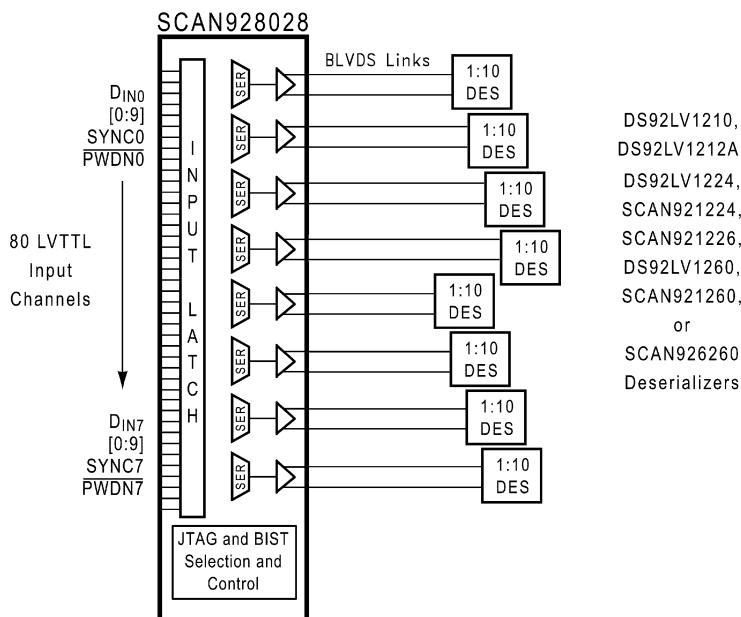 SCAN928028
DIN0
[0:9]
SYNC0
PWDN0
80 LVTTL
Input
Channels
DIN7
[0:9]
SYNC7
PWDN7
INPUT LATCH
SER
SER
SER
SER
SER
SER
SER
SER
JTAG and BIST
Selection and
Control
BLVDS Links
1:10
DES
1:10
DES
1:10
DES
1:10
DES
1:10
DES
1:10
DES
1:10
DES
1:10
DES
DS92LV1210,
DS92LV1212A
DS92LV1224,
SCAN921224,
SCAN921226,
DS92LV1260,
SCAN921260,
or
SCAN926260
Deserializers